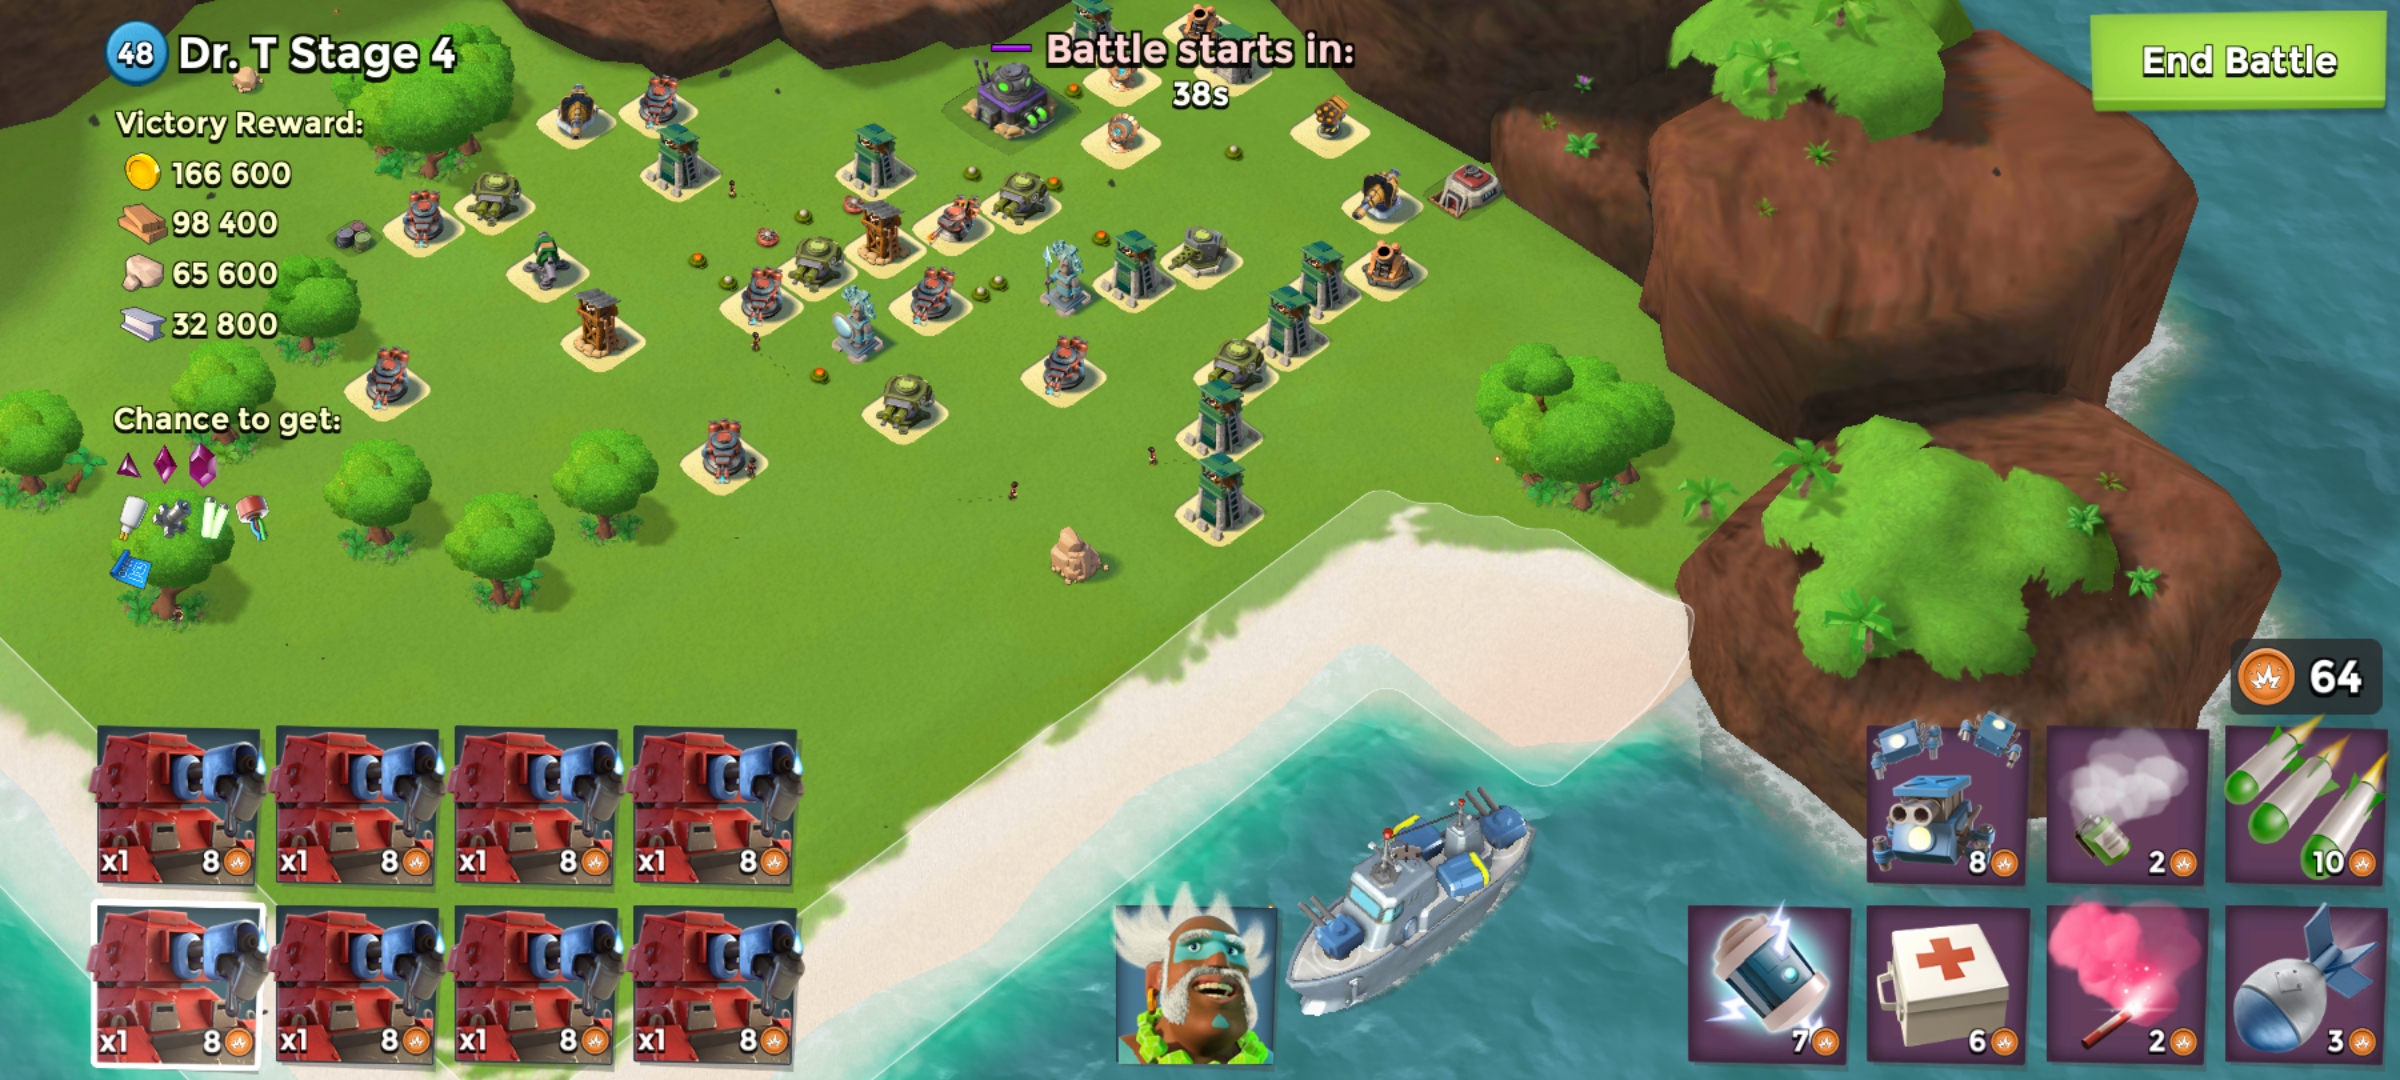 48 Dr. T Stage 4
Battle starts in:
38s
End Battle
Victory Reward:
166 600
98 400
65 600
32 800
Chance to get:
64
x1 8
x1 8
x1 8
x1 8
8
2
10
x1 8
x1 8
x1 8
x1 8
7
6
2
3